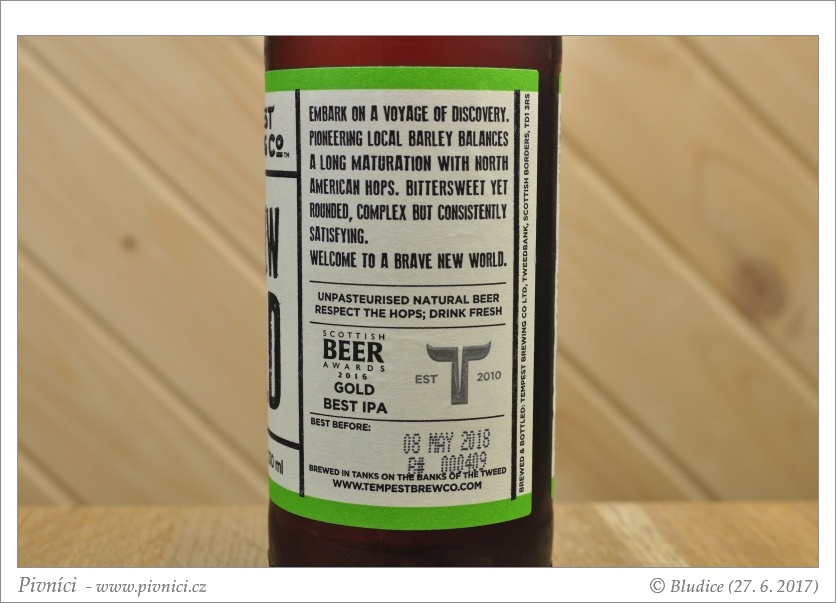 EMBARK ON A VOYAGE OF DISCOVERY.
PIONEERING LOCAL BARLEY BALANCES
A LONG MATURATION WITH NORTH
AMERICAN HOPS. BITTERSWEET YET
ROUNDED, COMPLEX BUT CONSISTENTLY
SATISFYING.
WELCOME TO A BRAVE NEW WORLD.
UNPASTEURISED NATURAL BEER
RESPECT THE HOPS; DRINK FRESH
SCOTTISH
BEER
AWARDS
2016
GOLD
BEST IPA
EST 2010
BEST BEFORE:
08 MAY 2018
B# 000409
BREWED IN TANKS ON THE BANKS OF THE TWEED
WWW.TEMPESTBREWCO.COM
BREWED & BOTTLED: TEMPEST BREWING CO LTD, TWEEDBANK, SCOTTISH BORDERS, TD1 3RS
ml
Pivníci - www.pivnici.cz
© Bludice (27. 6. 2017)